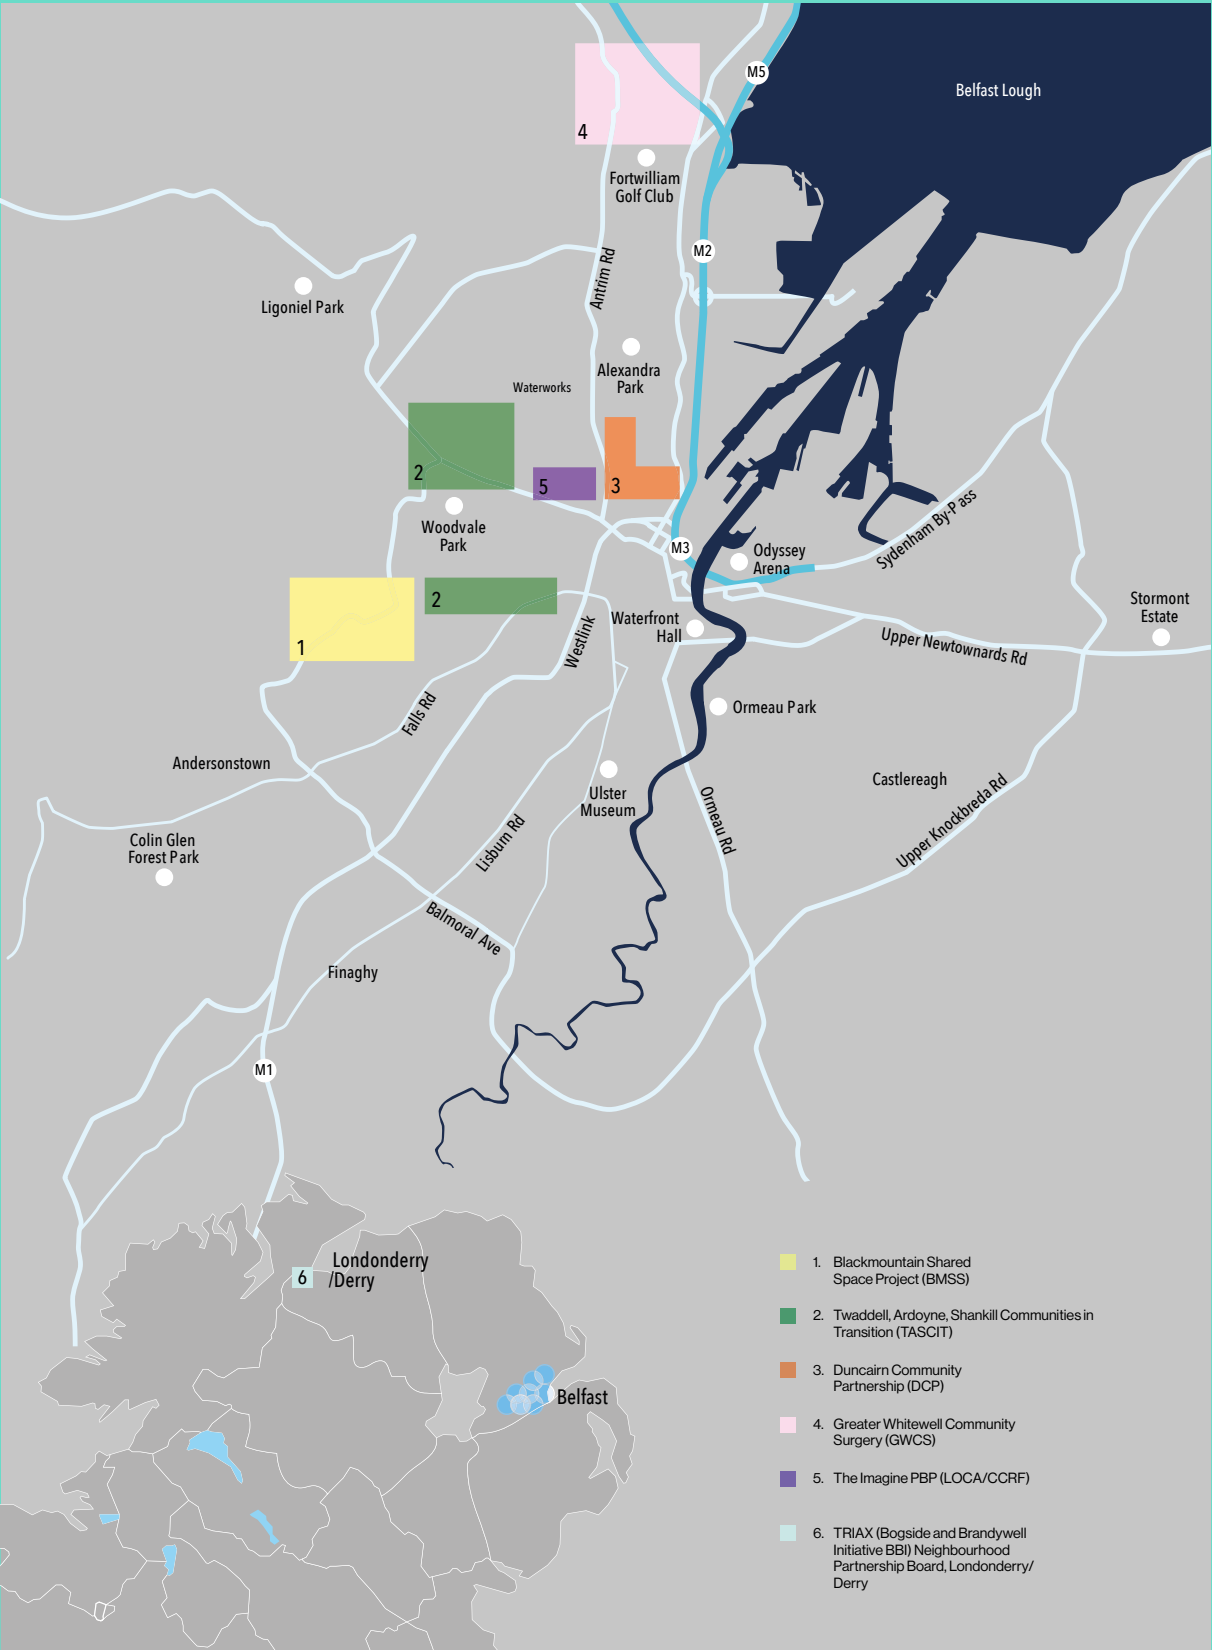 M5
Belfast Lough
4
Fortwilliam
Golf Club
M2
Antrim Rd
Ligoniel Park
Alexandra
Park
Waterworks
2
5
3
Woodvale
Park
M3
Odyssey
Arena
Sydenham By-Pass
1
2
Westlink
Waterfront
Hall
Stormont
Estate
Upper Newtownards Rd
Falls Rd
Ormeau Park
Andersonstown
Ulster
Museum
Castlereagh
Ormeau Rd
Upper Knockbreda Rd
Lisburn Rd
Colin Glen
Forest Park
Balmoral Ave
Finaghy
M1
6
Londonderry
/Derry
Belfast
1. Blackmountain Shared
Space Project (BMSS)
2. Twaddell, Ardoyne, Shankill Communities in
Transition (TASCIT)
3. Duncairn Community
Partnership (DCP)
4. Greater Whitewell Community
Surgery (GWCS)
5. The Imagine PBP (LOCA/CCRF)
6. TRIAX (Bogside and Brandywell
Initiative BBI) Neighbourhood
Partnership Board, Londonderry/
Derry